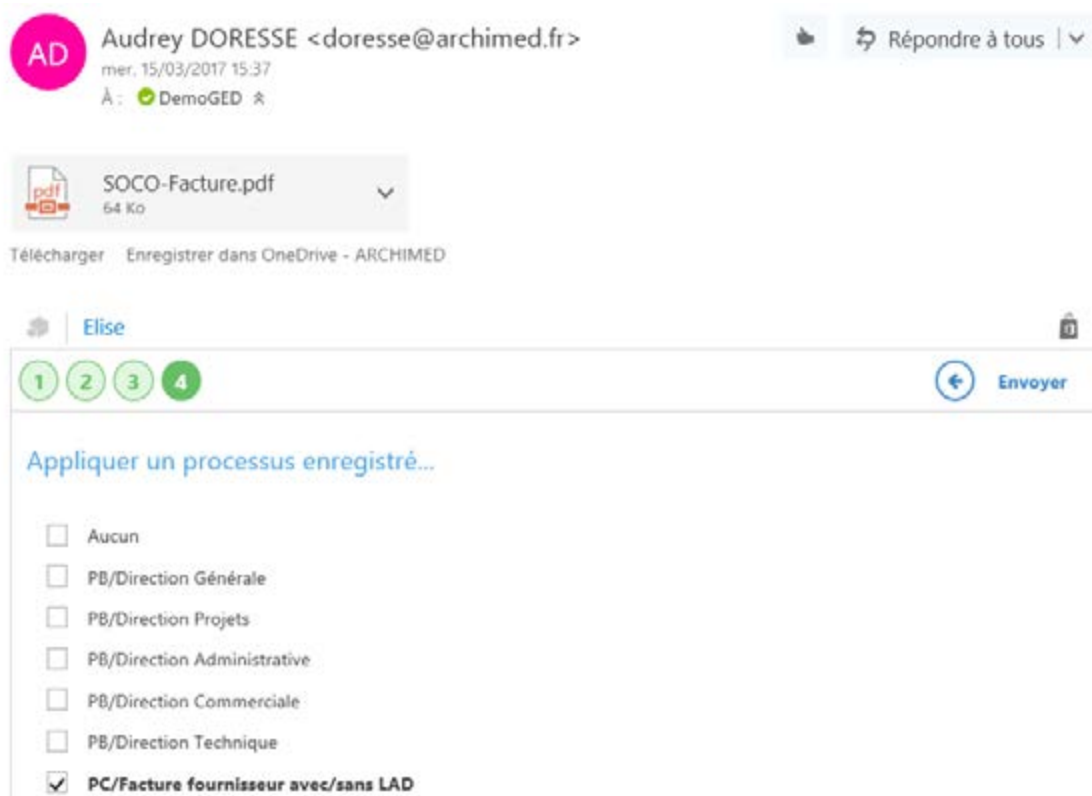 AD
Audrey DORESSE <doresse@archimed.fr>
Répondre à tous
mer. 15/03/2017 15:37
À : DemoGED
pdf
SOCO-Facture.pdf
64 Ko
Télécharger Enregistrer dans OneDrive - ARCHIMED
Elise
1 2 3 4
Envoyer
Appliquer un processus enregistré...
Aucun
PB/Direction Générale
PB/Direction Projets
PB/Direction Administrative
PB/Direction Commerciale
PB/Direction Technique
PC/Facture fournisseur avec/sans LAD